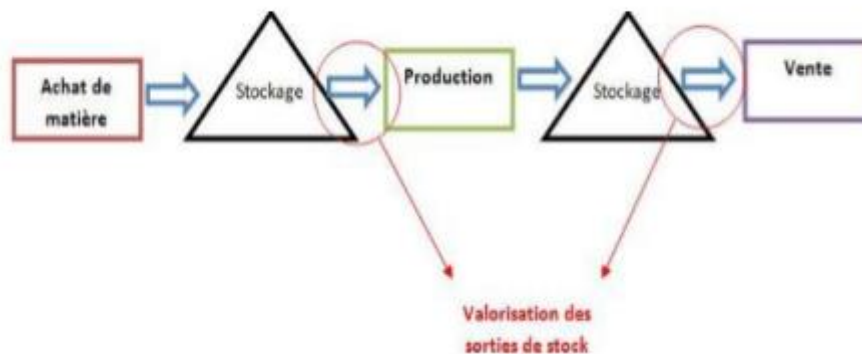 Achat de
matière
Stockage
Production
Stockage
Vente
Valorisation des
sorties de stock